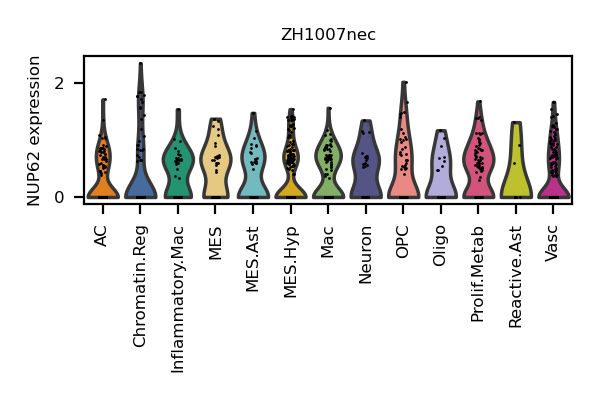 ZH1007nec
NUP62 expression
2
0
AC
Chromatin.Reg
Inflammatory.Mac
MES
MES.Ast
MES.Hyp
Mac
Neuron
OPC
Oligo
Prolif.Metab
Reactive.Ast
Vasc